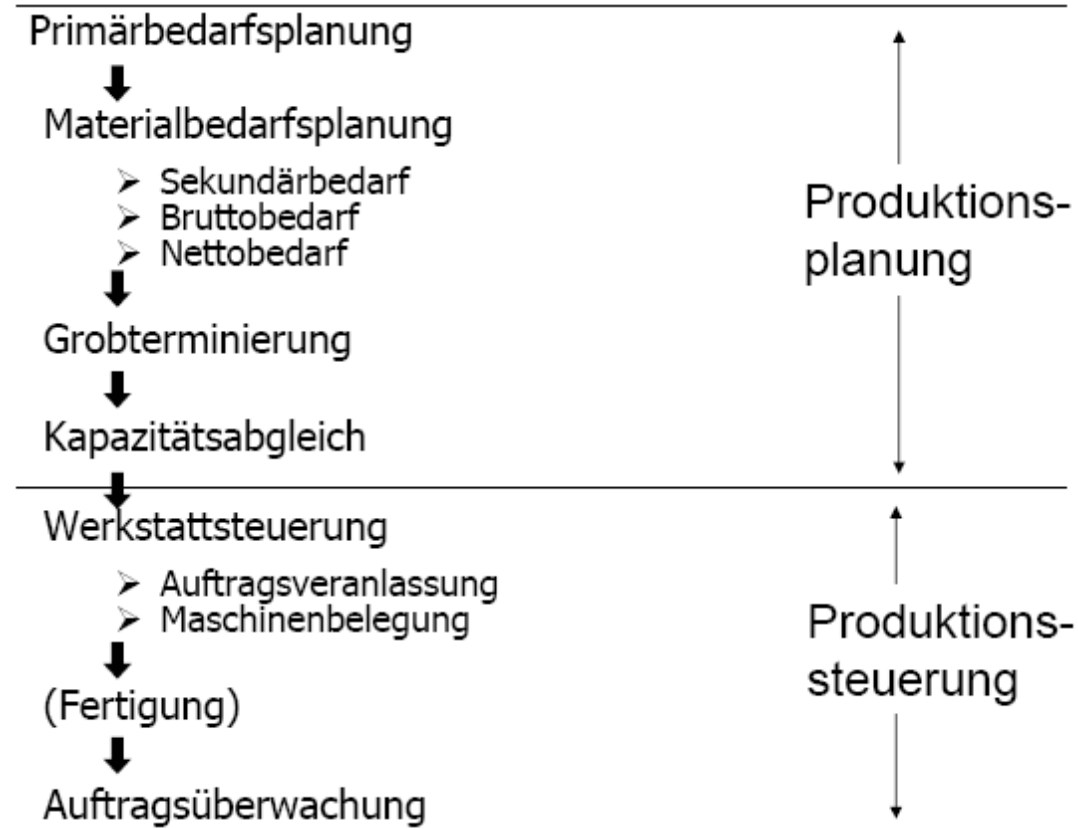 Primärbedarfsplanung
Materialbedarfsplanung
Sekundärbedarf
Bruttobedarf
Nettobedarf
Grobterminierung
Kapazitätsabgleich
Produktions-
planung
Werkstattsteuerung
Auftragsveranlassung
Maschinenbelegung
(Fertigung)
Auftragsüberwachung
Produktions-
steuerung